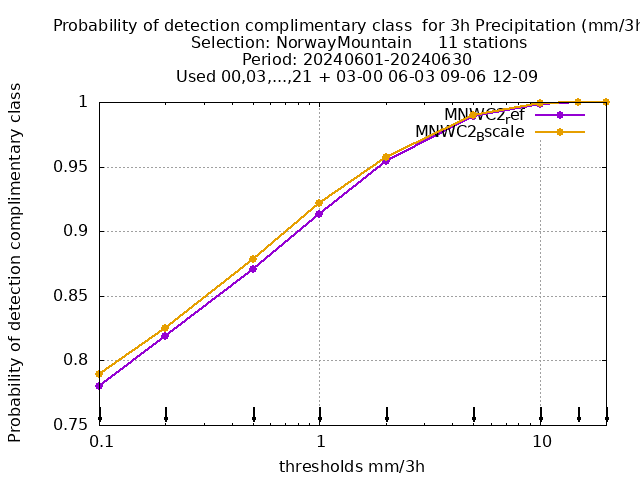 Probability of detection complimentary class  for 3h Precipitation (mm/3h
Selection: NorwayMountain     11 stations
Period: 20240601-20240630
Used 00,03,...,21 + 03-00 06-03 09-06 12-09
Probability of detection complimentary class
1
0.95
0.9
0.85
0.8
0.75
MNWC2ref
MNWC2Bscale
0.1
1
10
thresholds mm/3h